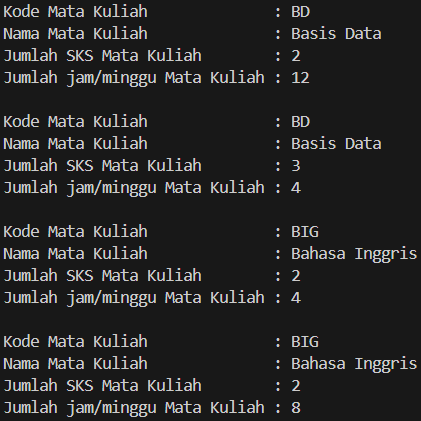 Kode Mata Kuliah : BD
Nama Mata Kuliah : Basis Data
Jumlah SKS Mata Kuliah : 2
Jumlah jam/minggu Mata Kuliah : 12

Kode Mata Kuliah : BD
Nama Mata Kuliah : Basis Data
Jumlah SKS Mata Kuliah : 3
Jumlah jam/minggu Mata Kuliah : 4

Kode Mata Kuliah : BIG
Nama Mata Kuliah : Bahasa Inggris
Jumlah SKS Mata Kuliah : 2
Jumlah jam/minggu Mata Kuliah : 4

Kode Mata Kuliah : BIG
Nama Mata Kuliah : Bahasa Inggris
Jumlah SKS Mata Kuliah : 2
Jumlah jam/minggu Mata Kuliah : 8